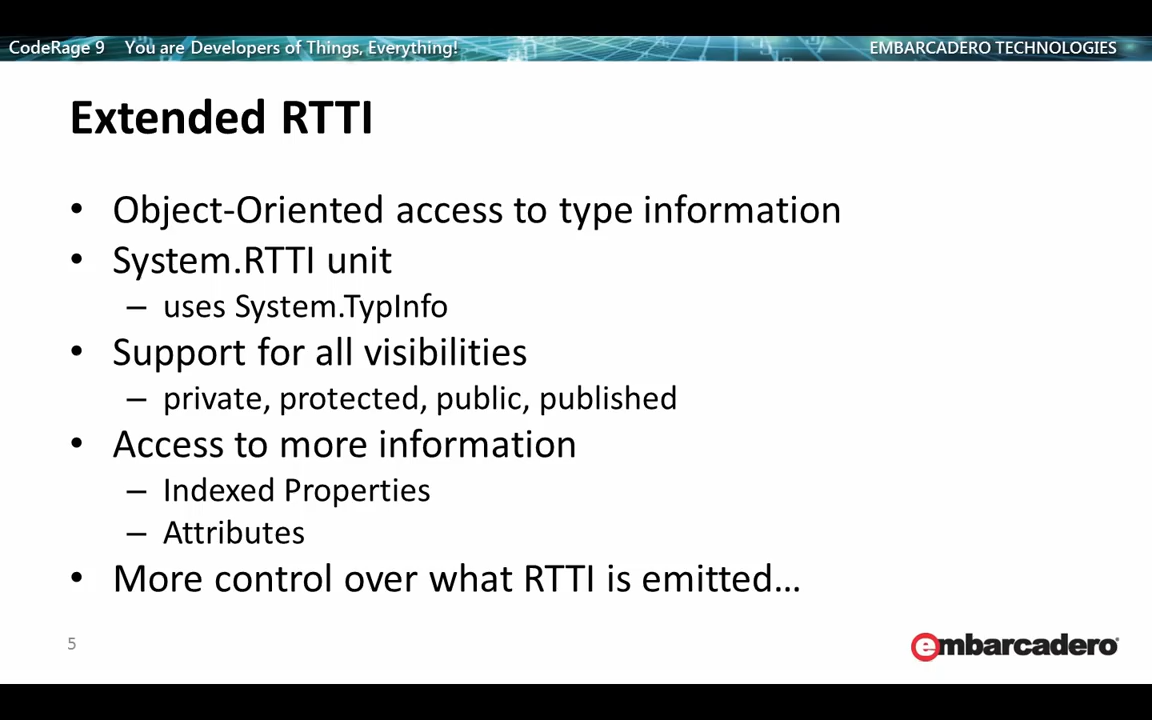 CodeRage 9 You are Developers of Things, Everything! EMBARCADERO TECHNOLOGIES
Extended RTTI
• Object-Oriented access to type information
• System.RTTI unit
– uses System.TypInfo
• Support for all visibilities
– private, protected, public, published
• Access to more information
– Indexed Properties
– Attributes
• More control over what RTTI is emitted…
5 embarcadero